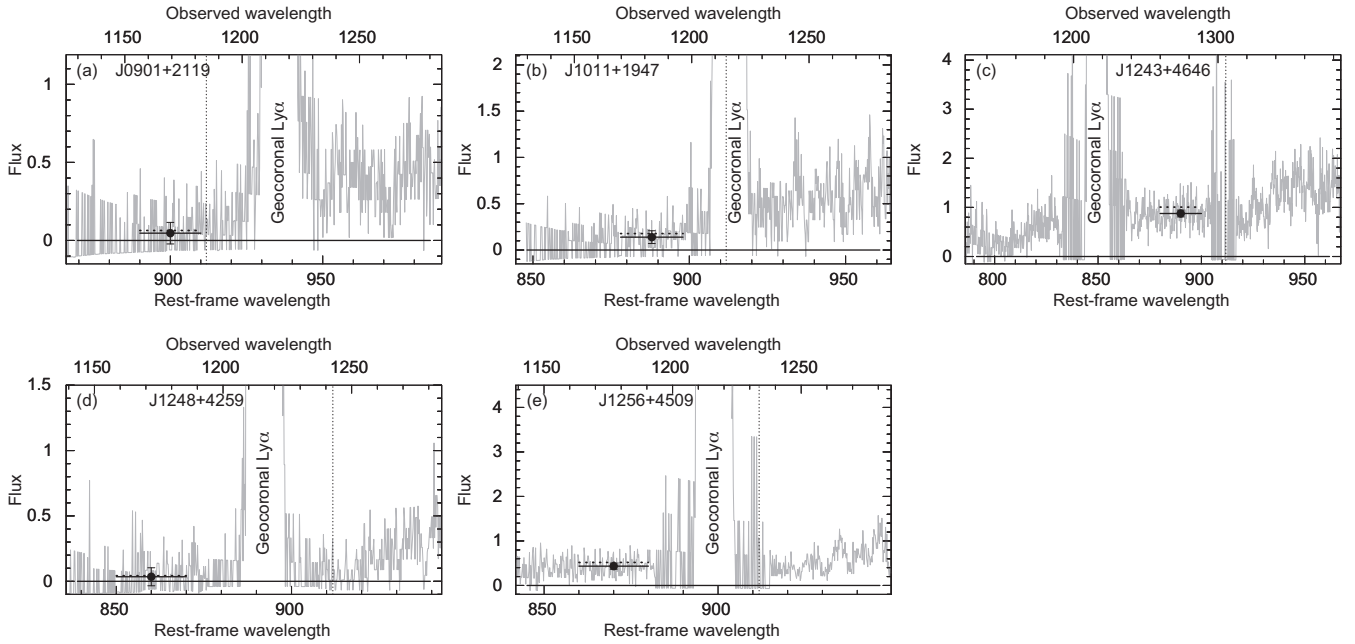 Observed wavelength
1150 1200 1250
(a) J0901+2119
Flux
1
0.5
0
Geocoronal Lyα
900 950
Rest-frame wavelength
Observed wavelength
1150 1200 1250
(b) J1011+1947
Flux
2
1.5
1
0.5
0
Geocoronal Lyα
850 900 950
Rest-frame wavelength
Observed wavelength
1200 1300
(c) J1243+4646
Flux
4
3
2
1
0
Geocoronal Lyα
800 850 900 950
Rest-frame wavelength
Observed wavelength
1150 1200 1250
(d) J1248+4259
Flux
1.5
1
0.5
0
Geocoronal Lyα
850 900
Rest-frame wavelength
Observed wavelength
1150 1200 1250
(e) J1256+4509
Flux
4
3
2
1
0
Geocoronal Lyα
850 900
Rest-frame wavelength